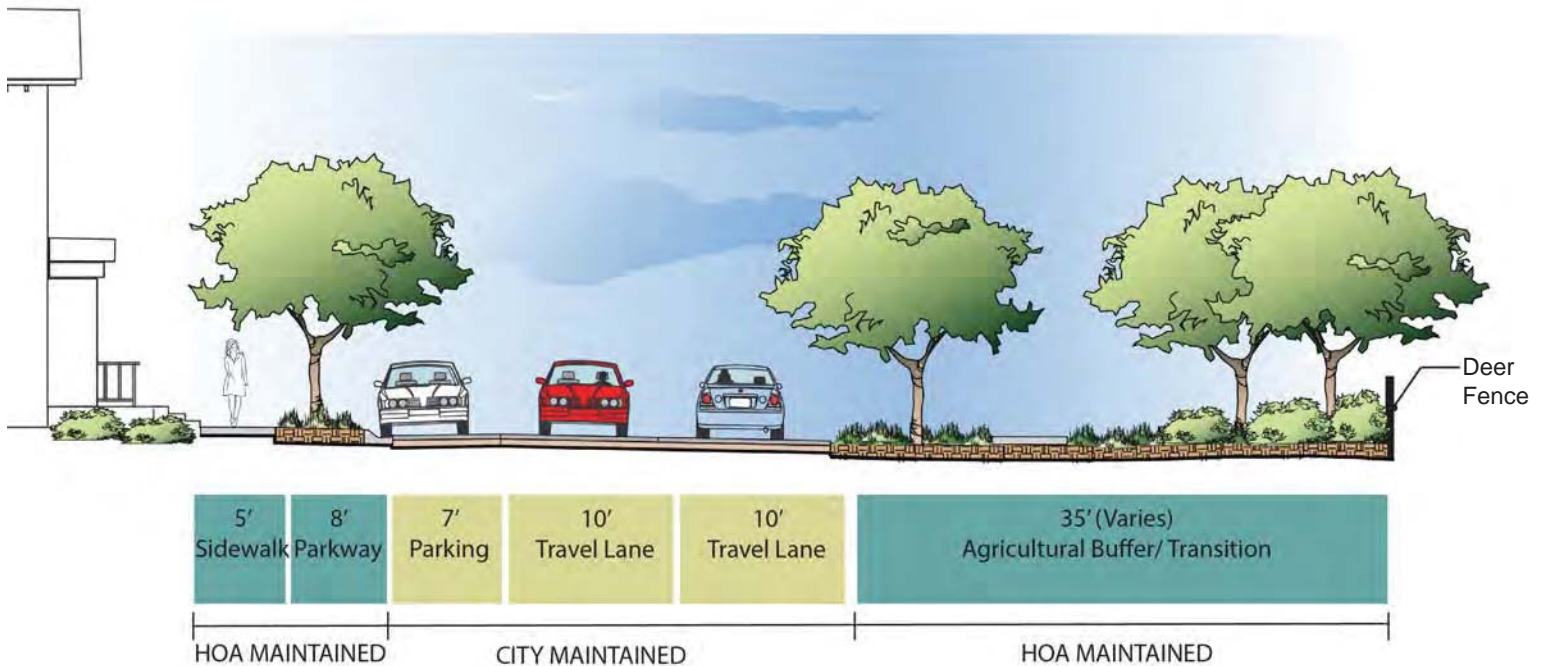 Deer
Fence
5'
Sidewalk
8'
Parkway
7'
Parking
10'
Travel Lane
10'
Travel Lane
35' (Varies)
Agricultural Buffer/ Transition
HOA MAINTAINED
CITY MAINTAINED
HOA MAINTAINED